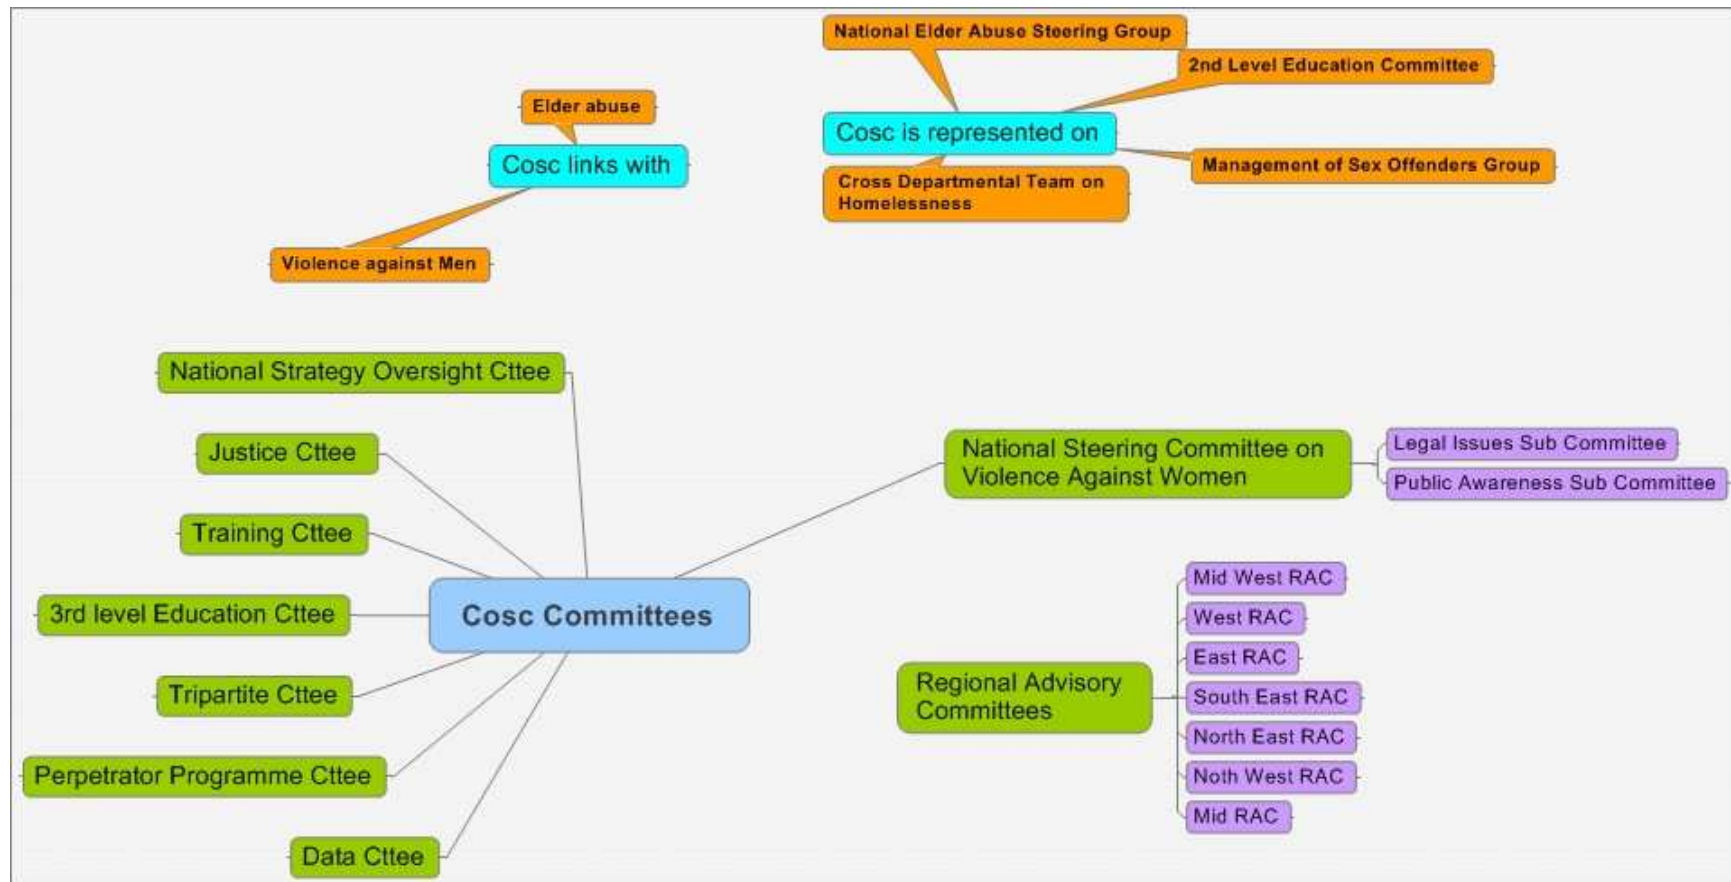 National Elder Abuse Steering Group
2nd Level Education Committee
Elder abuse
Cosc is represented on
Cosc links with
Management of Sex Offenders Group
Cross Departmental Team on
Homelessness
Violence against Men
National Strategy Oversight Cttee
Justice Cttee
Training Cttee
3rd level Education Cttee
Cosc Committees
Tripartite Cttee
Perpetrator Programme Cttee
Data Cttee
National Steering Committee on
Violence Against Women
Legal Issues Sub Committee
Public Awareness Sub Committee
Regional Advisory
Committees
Mid West RAC
West RAC
East RAC
South East RAC
North East RAC
Noth West RAC
Mid RAC